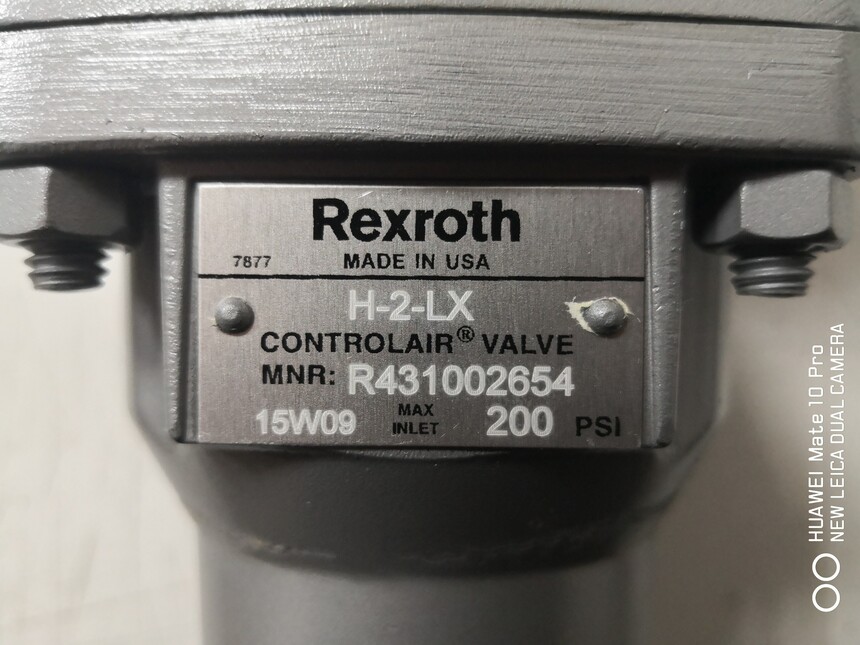 Rexroth
7877 MADE IN USA
H-2-LX
CONTROLAIR® VALVE
MNR: R431002654
15W09 MAX INLET 200 PSI
HUAWEI Mate 10 Pro
NEW LEICA DUAL CAMERA